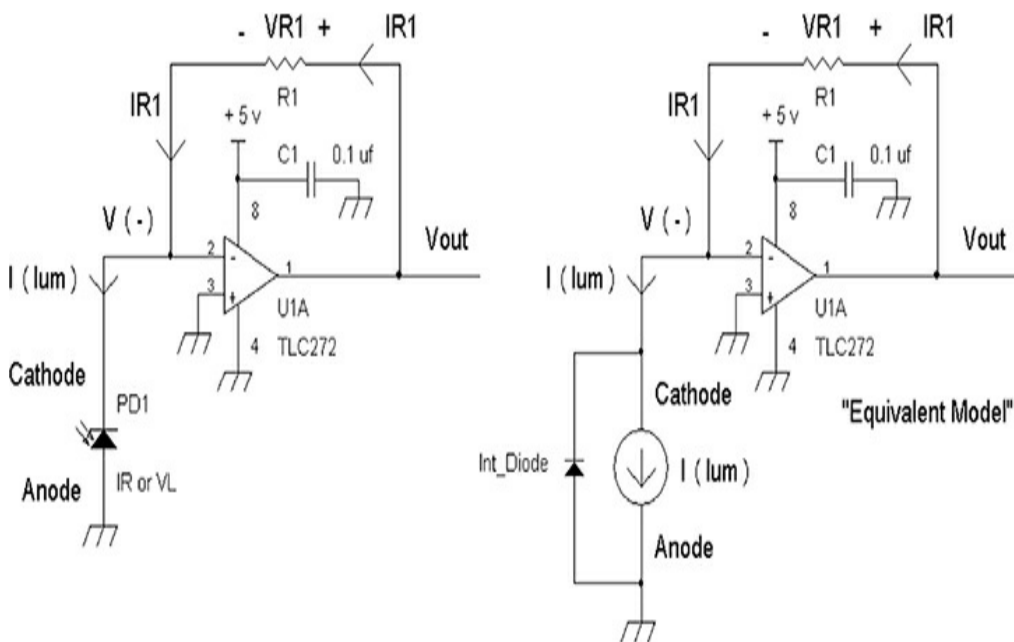 - VR1 + IR1
R1
IR1
+ 5 v
C1 0.1 uf
8
V (-)
Vout
2
-
I (lum)
1
3
+
U1A
4 TLC272
Cathode
PD1
Anode
IR or VL
- VR1 + IR1
R1
IR1
+ 5 v
C1 0.1 uf
8
V (-)
Vout
2
-
I (lum)
1
3
+
U1A
4 TLC272
Cathode
"Equivalent Model"
Int_Diode
I (lum)
Anode